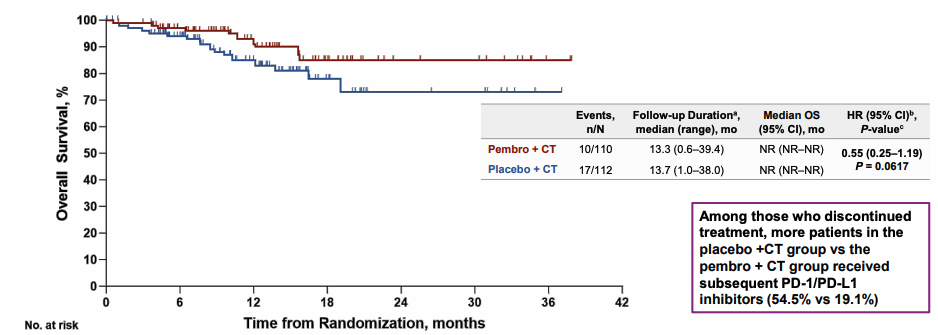 100
90
80
70
60
50
40
30
20
10
0
Overall Survival, %
0 6 12 18 24 30 36 42
No. at risk
Time from Randomization, months
Events, n/N
Follow-up Durationᵃ, median (range), mo
Median OS (95% CI), mo
HR (95% CI)ᵇ, P-valueᶜ
Pembro + CT 10/110 13.3 (0.6–39.4) NR (NR–NR)
Placebo + CT 17/112 13.7 (1.0–38.0) NR (NR–NR)
0.55 (0.25–1.19)
P = 0.0617
Among those who discontinued
treatment, more patients in the
placebo +CT group vs the
pembro + CT group received
subsequent PD-1/PD-L1
inhibitors (54.5% vs 19.1%)